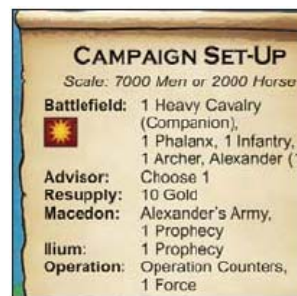 CAMPAIGN SET-UP
Scale: 7000 Men or 2000 Horse
Battlefield: 1 Heavy Cavalry
(Companion),
1 Phalanx, 1 Infantry,
1 Archer, Alexander (
Advisor: Choose 1
Resupply: 10 Gold
Macedon: Alexander's Army,
1 Prophecy
Ilium: 1 Prophecy
Operation: Operation Counters,
1 Force